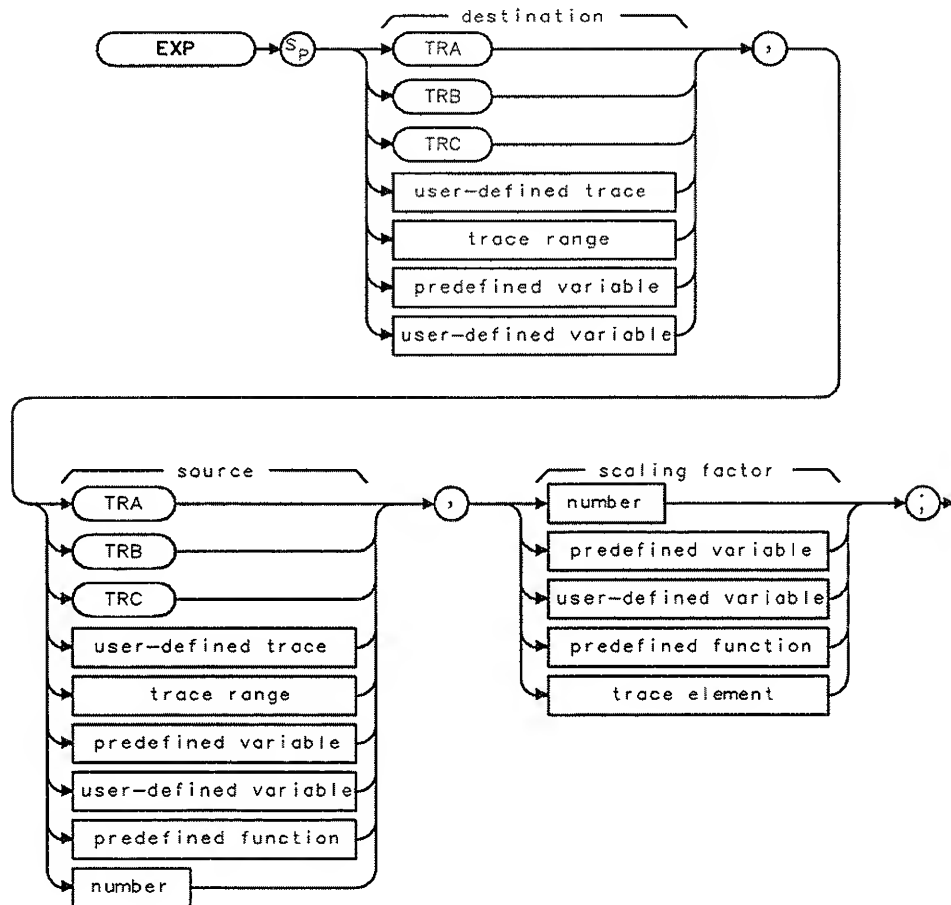 destination
EXP SP TRA ,
TRB
TRC
user-defined trace
trace range
predefined variable
user-defined variable
source
TRA ,
TRB
TRC
user-defined trace
trace range
predefined variable
user-defined variable
predefined function
number
scaling factor
number ;
predefined variable
user-defined variable
predefined function
trace element